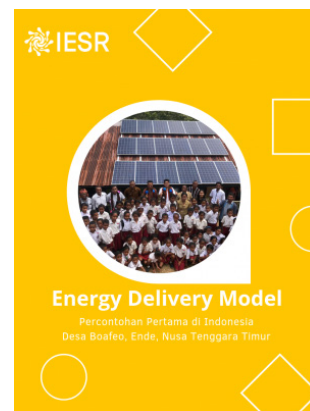 IESR
Energy Delivery Model
Percontohan Pertama di Indonesia
Desa Boafeo, Ende, Nusa Tenggara Timur